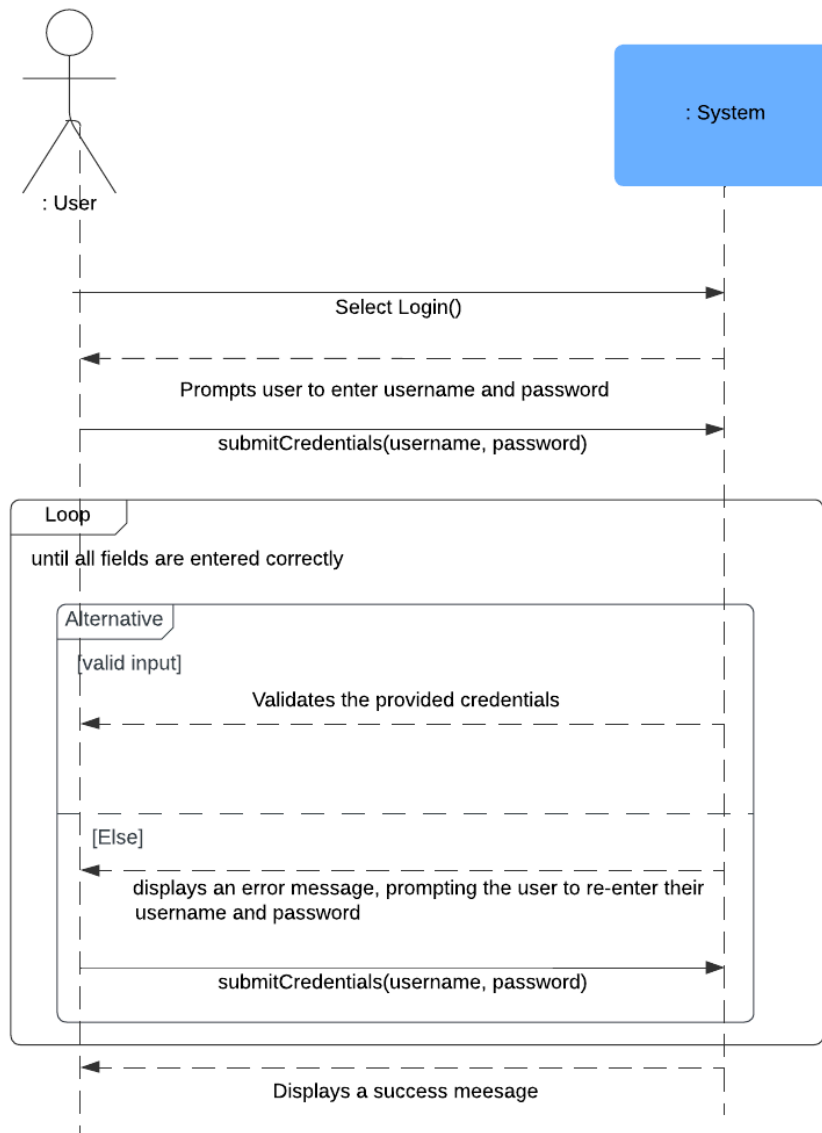 : System
: User
Select Login()
Prompts user to enter username and password
submitCredentials(username, password)
Loop
until all fields are entered correctly
Alternative
[valid input]
Validates the provided credentials
[Else]
displays an error message, prompting the user to re-enter their
username and password
submitCredentials(username, password)
Displays a success meesage